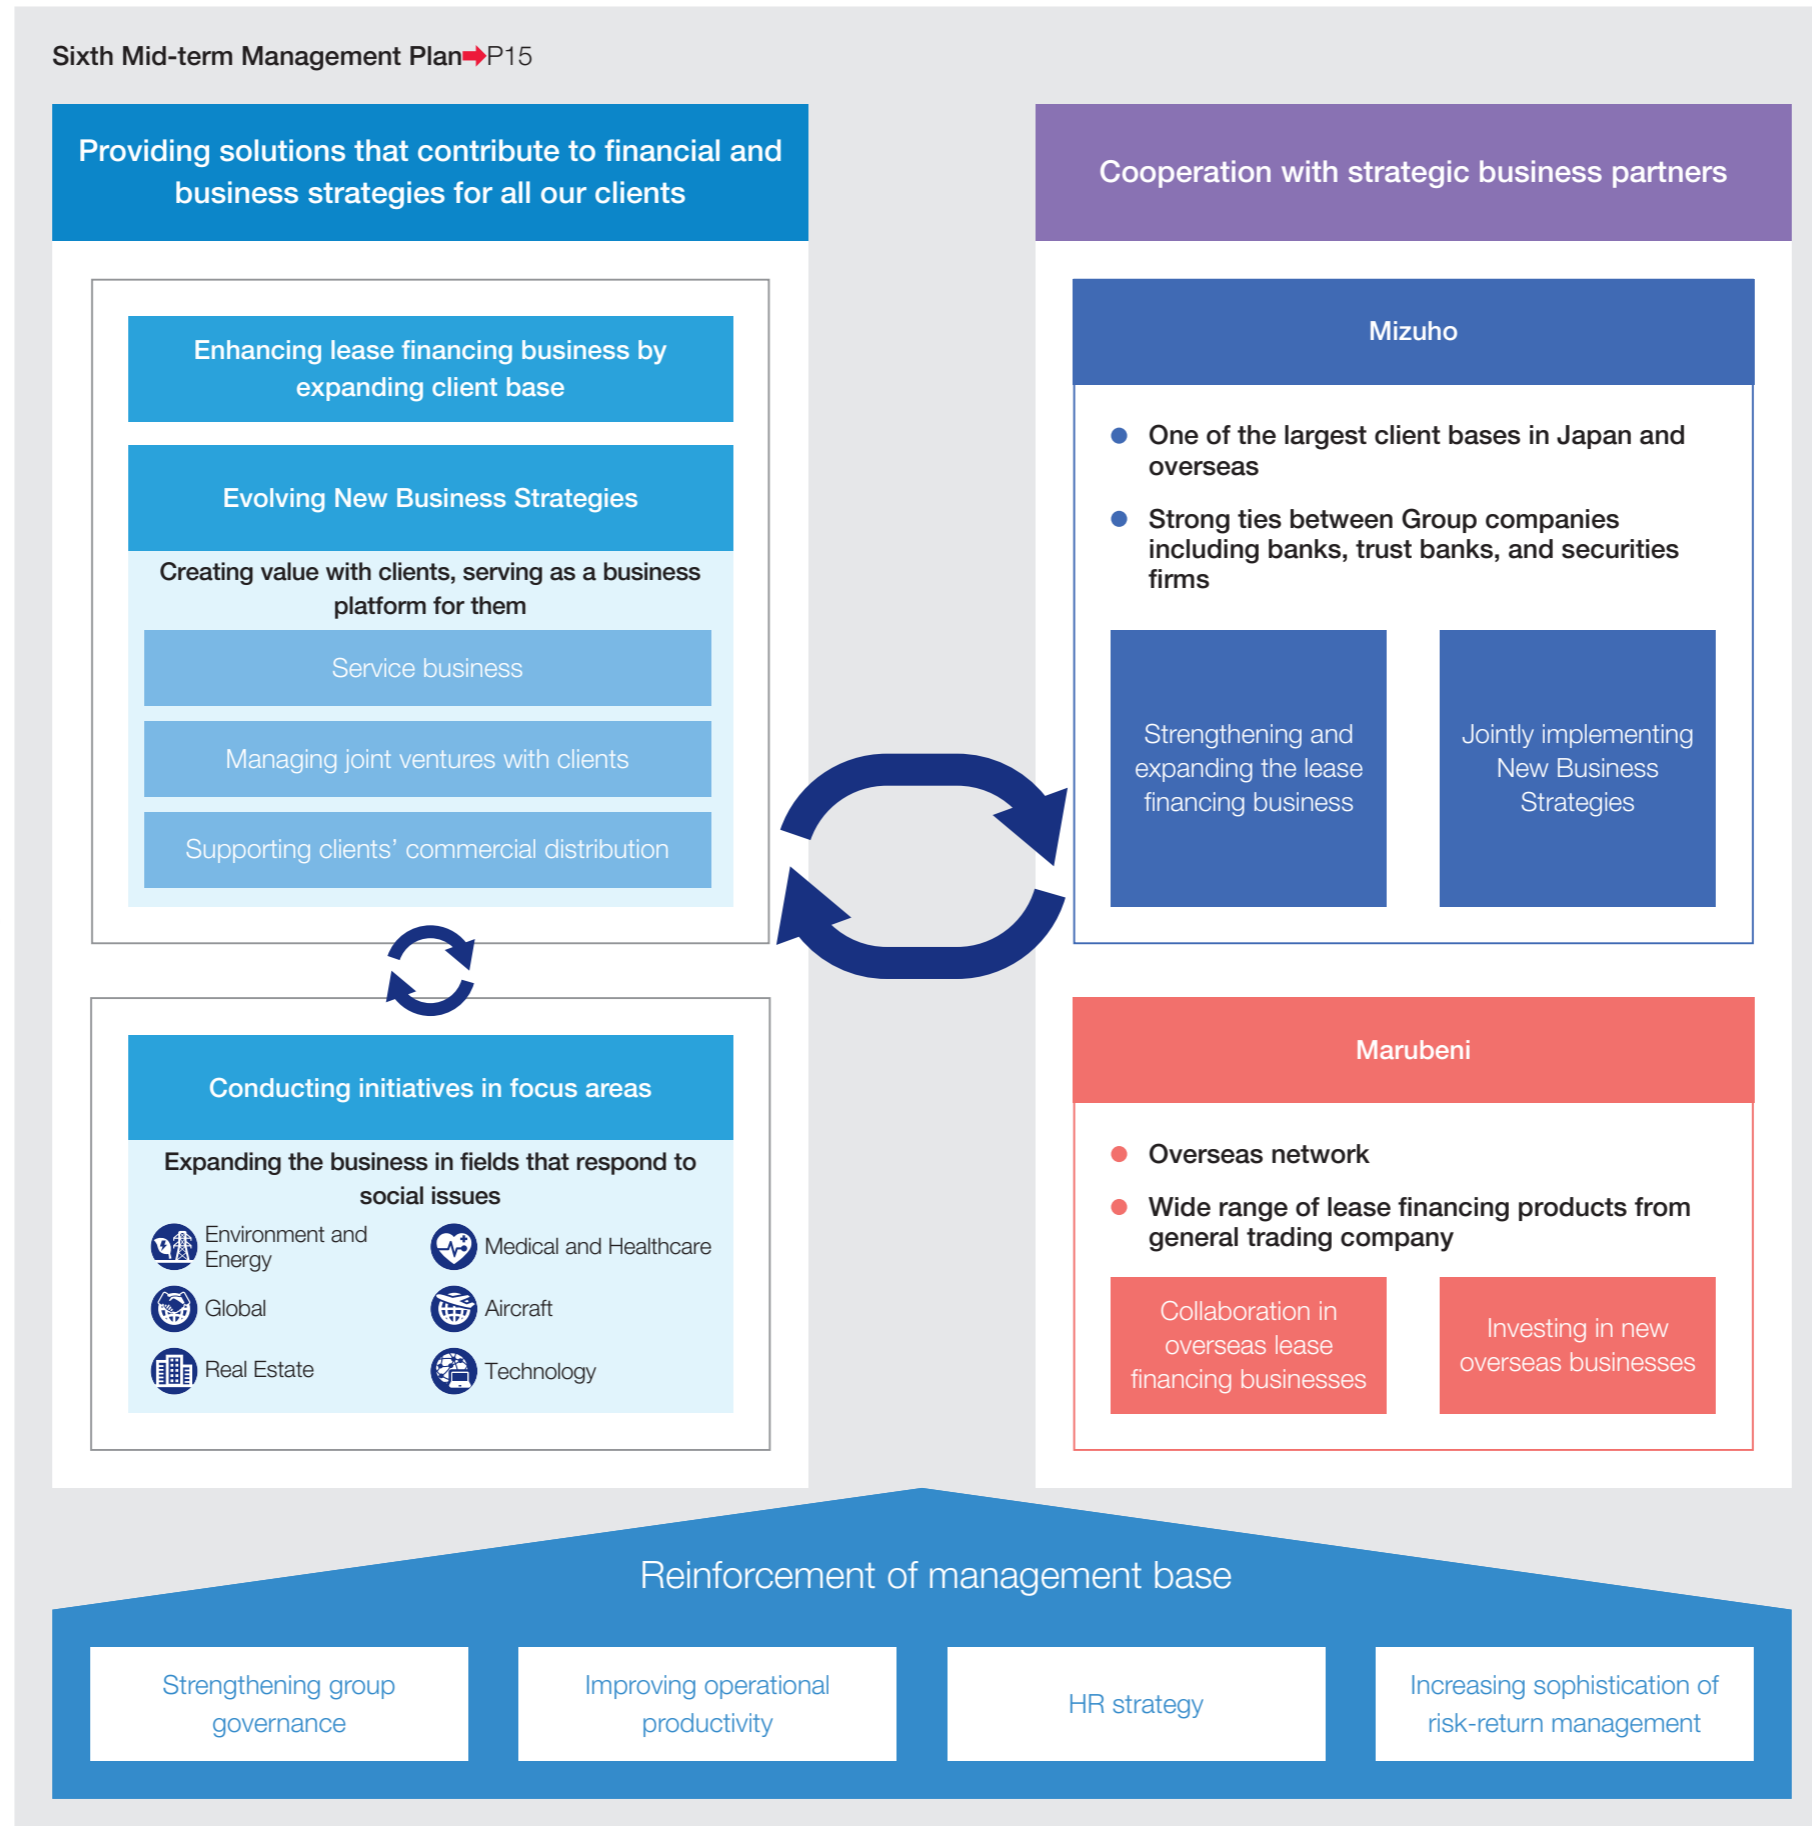 Sixth Mid-term Management Plan➡P15
Providing solutions that contribute to financial and
business strategies for all our clients
Enhancing lease financing business by
expanding client base
Evolving New Business Strategies
Creating value with clients, serving as a business
platform for them
Service business
Managing joint ventures with clients
Supporting clients’ commercial distribution
Conducting initiatives in focus areas
Expanding the business in fields that respond to
social issues
Environment and
Energy
Medical and Healthcare
Global
Aircraft
Real Estate
Technology
Cooperation with strategic business partners
Mizuho
● One of the largest client bases in Japan and
overseas
● Strong ties between Group companies
including banks, trust banks, and securities
firms
Strengthening and
expanding the lease
financing business
Jointly implementing
New Business
Strategies
Marubeni
● Overseas network
● Wide range of lease financing products from
general trading company
Collaboration in
overseas lease
financing businesses
Investing in new
overseas businesses
Reinforcement of management base
Strengthening group
governance
Improving operational
productivity
HR strategy
Increasing sophistication of
risk-return management